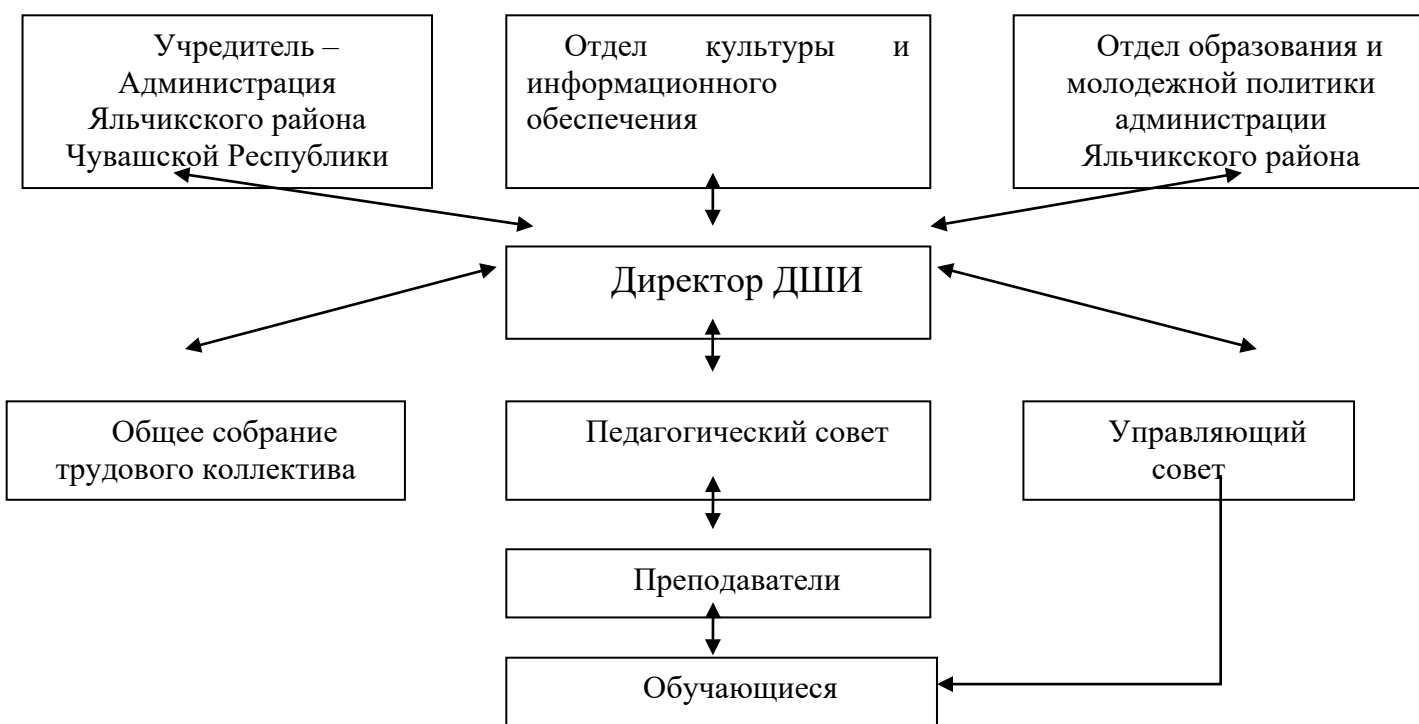 Учредитель –
Администрация
Яльчикского района
Чувашской Республики
Отдел культуры и
информационного
обеспечения
Отдел образования и
молодежной политики
администрации
Яльчикского района
Директор ДШИ
Общее собрание
трудового коллектива
Педагогический совет
Управляющий
совет
Преподаватели
Обучающиеся